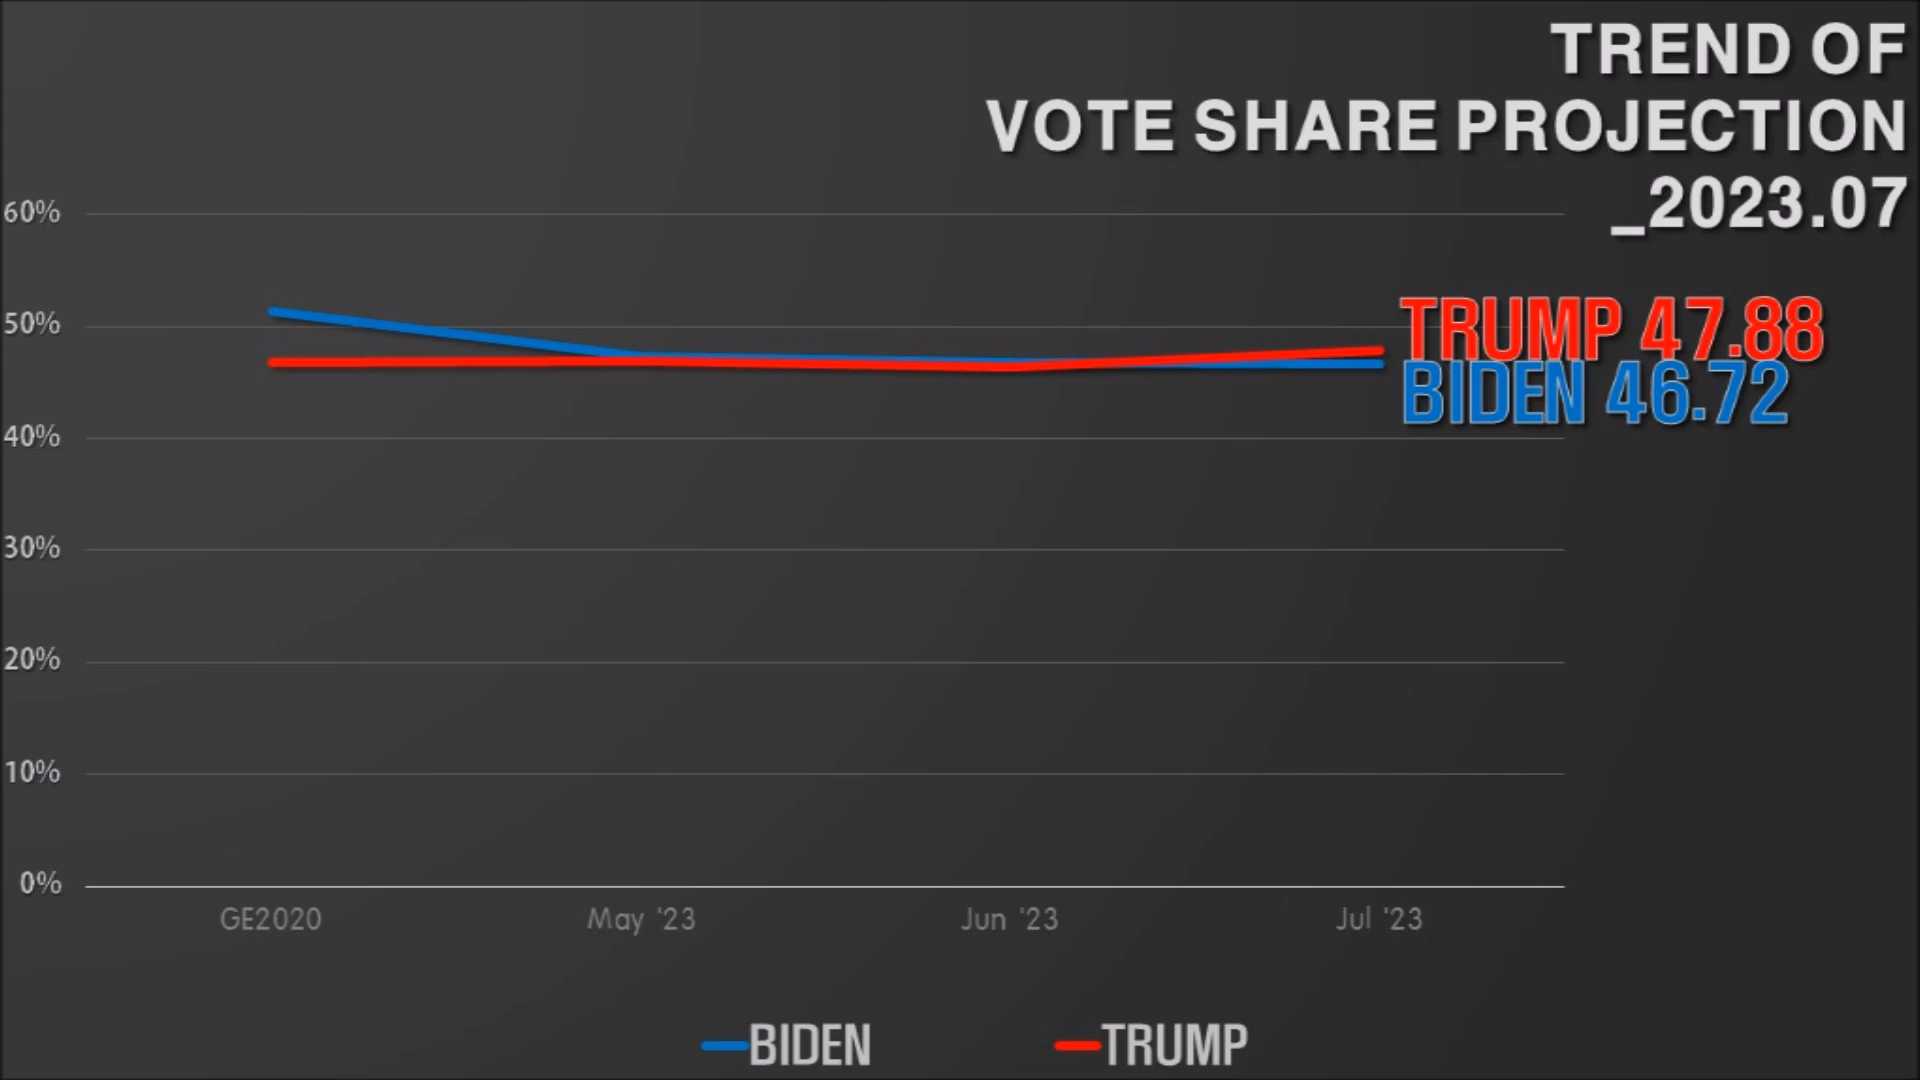 TREND OF
VOTE SHARE PROJECTION
_2023.07
60%
50%
40%
30%
20%
10%
0%
TRUMP 47.88
BIDEN 46.72
GE2020 May '23 Jun '23 Jul '23
BIDEN TRUMP